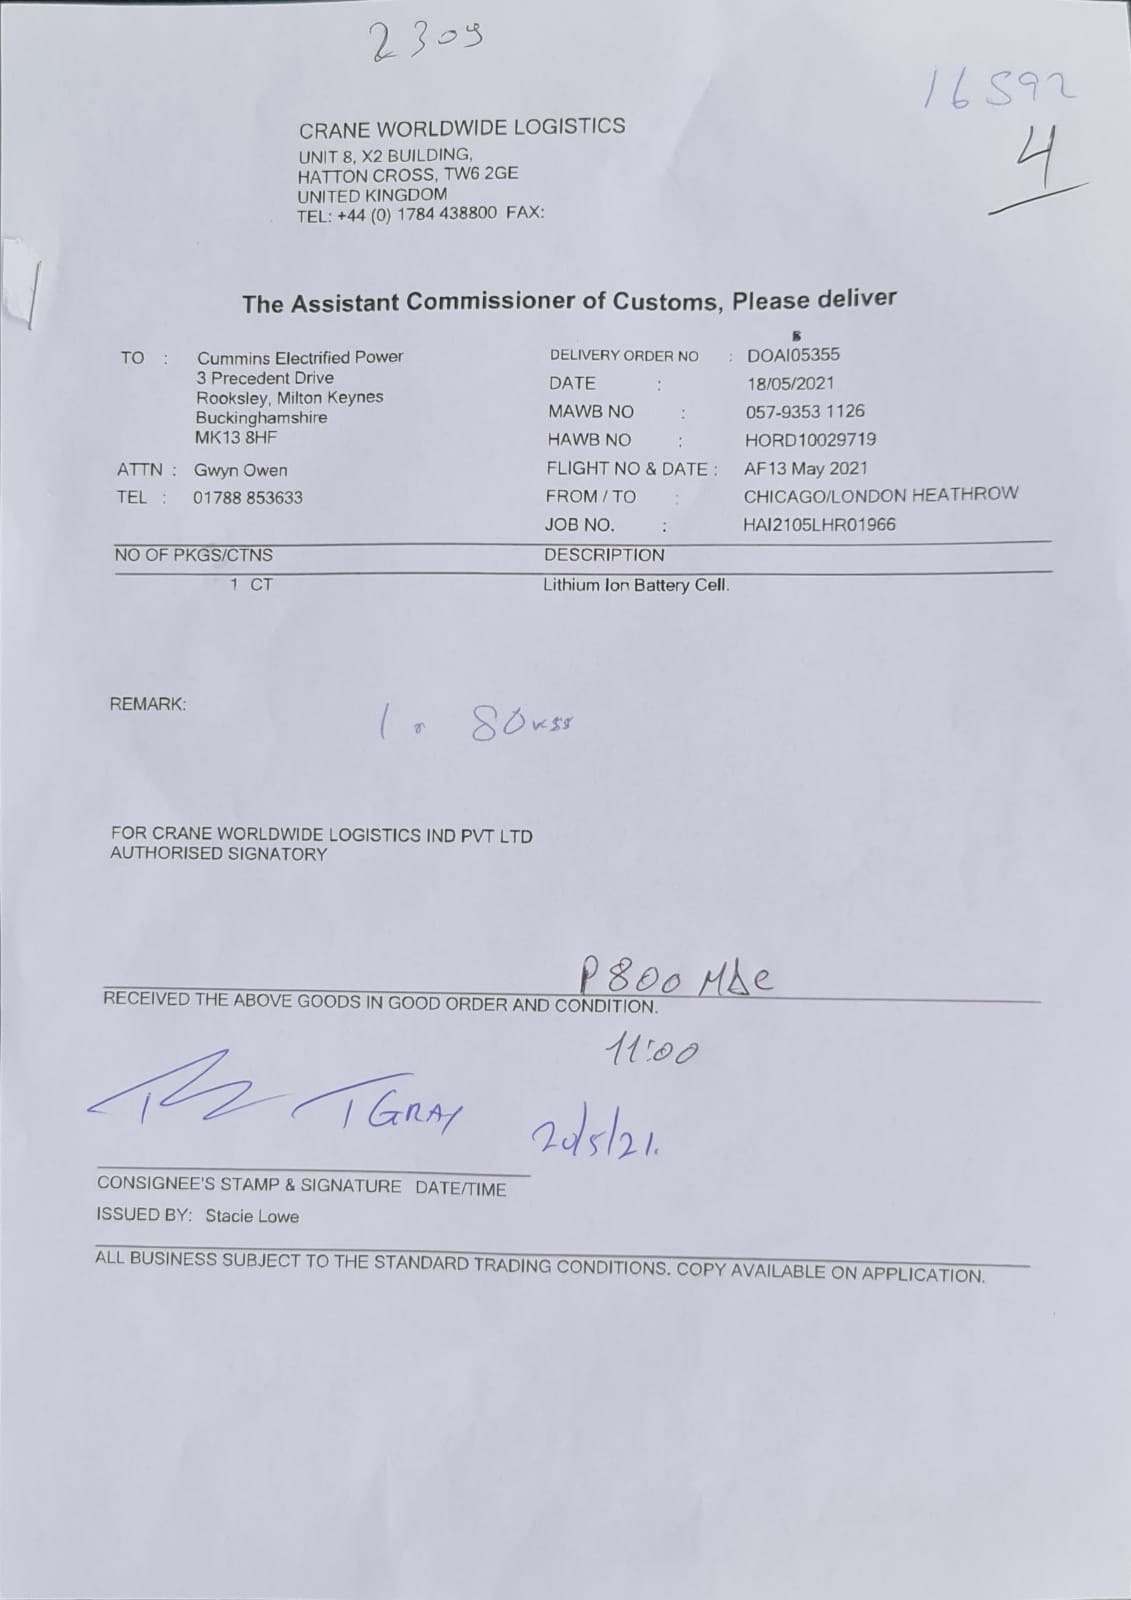 2309
16592
4
CRANE WORLDWIDE LOGISTICS
UNIT 8, X2 BUILDING,
HATTON CROSS, TW6 2GE
UNITED KINGDOM
TEL: +44 (0) 1784 438800 FAX:
The Assistant Commissioner of Customs, Please deliver
TO : Cummins Electrified Power
3 Precedent Drive
Rooksley, Milton Keynes
Buckinghamshire
MK13 8HF
ATTN : Gwyn Owen
TEL : 01788 853633
DELIVERY ORDER NO : DOAI05355
DATE : 18/05/2021
MAWB NO : 057-9353 1126
HAWB NO : HORD10029719
FLIGHT NO & DATE : AF13 May 2021
FROM / TO : CHICAGO/LONDON HEATHROW
JOB NO. : HAI2105LHR01966
NO OF PKGS/CTNS DESCRIPTION
1 CT Lithium Ion Battery Cell.
REMARK:
1 80
FOR CRANE WORLDWIDE LOGISTICS IND PVT LTD
AUTHORISED SIGNATORY
P800 MDC
RECEIVED THE ABOVE GOODS IN GOOD ORDER AND CONDITION.
11:00
T GRAY 20/5/21.
CONSIGNEE'S STAMP & SIGNATURE DATE/TIME
ISSUED BY: Stacie Lowe
ALL BUSINESS SUBJECT TO THE STANDARD TRADING CONDITIONS. COPY AVAILABLE ON APPLICATION.